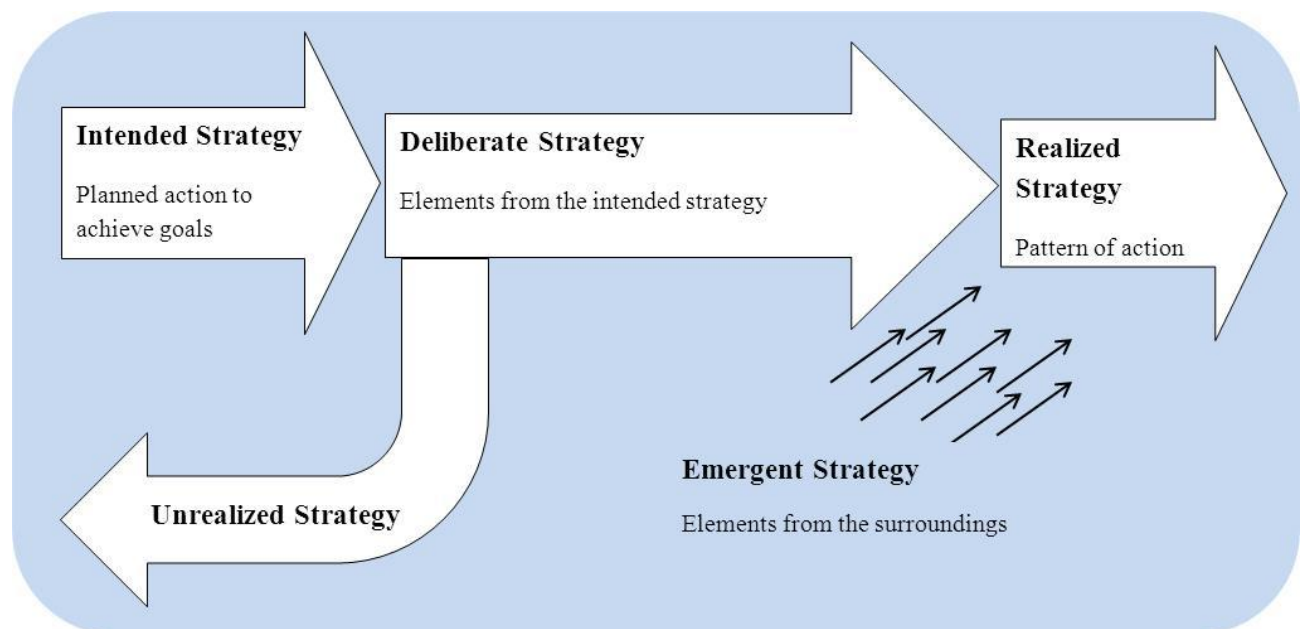 Intended Strategy
Planned action to
achieve goals
Deliberate Strategy
Elements from the intended strategy
Realized
Strategy
Pattern of action
Unrealized Strategy
Emergent Strategy
Elements from the surroundings